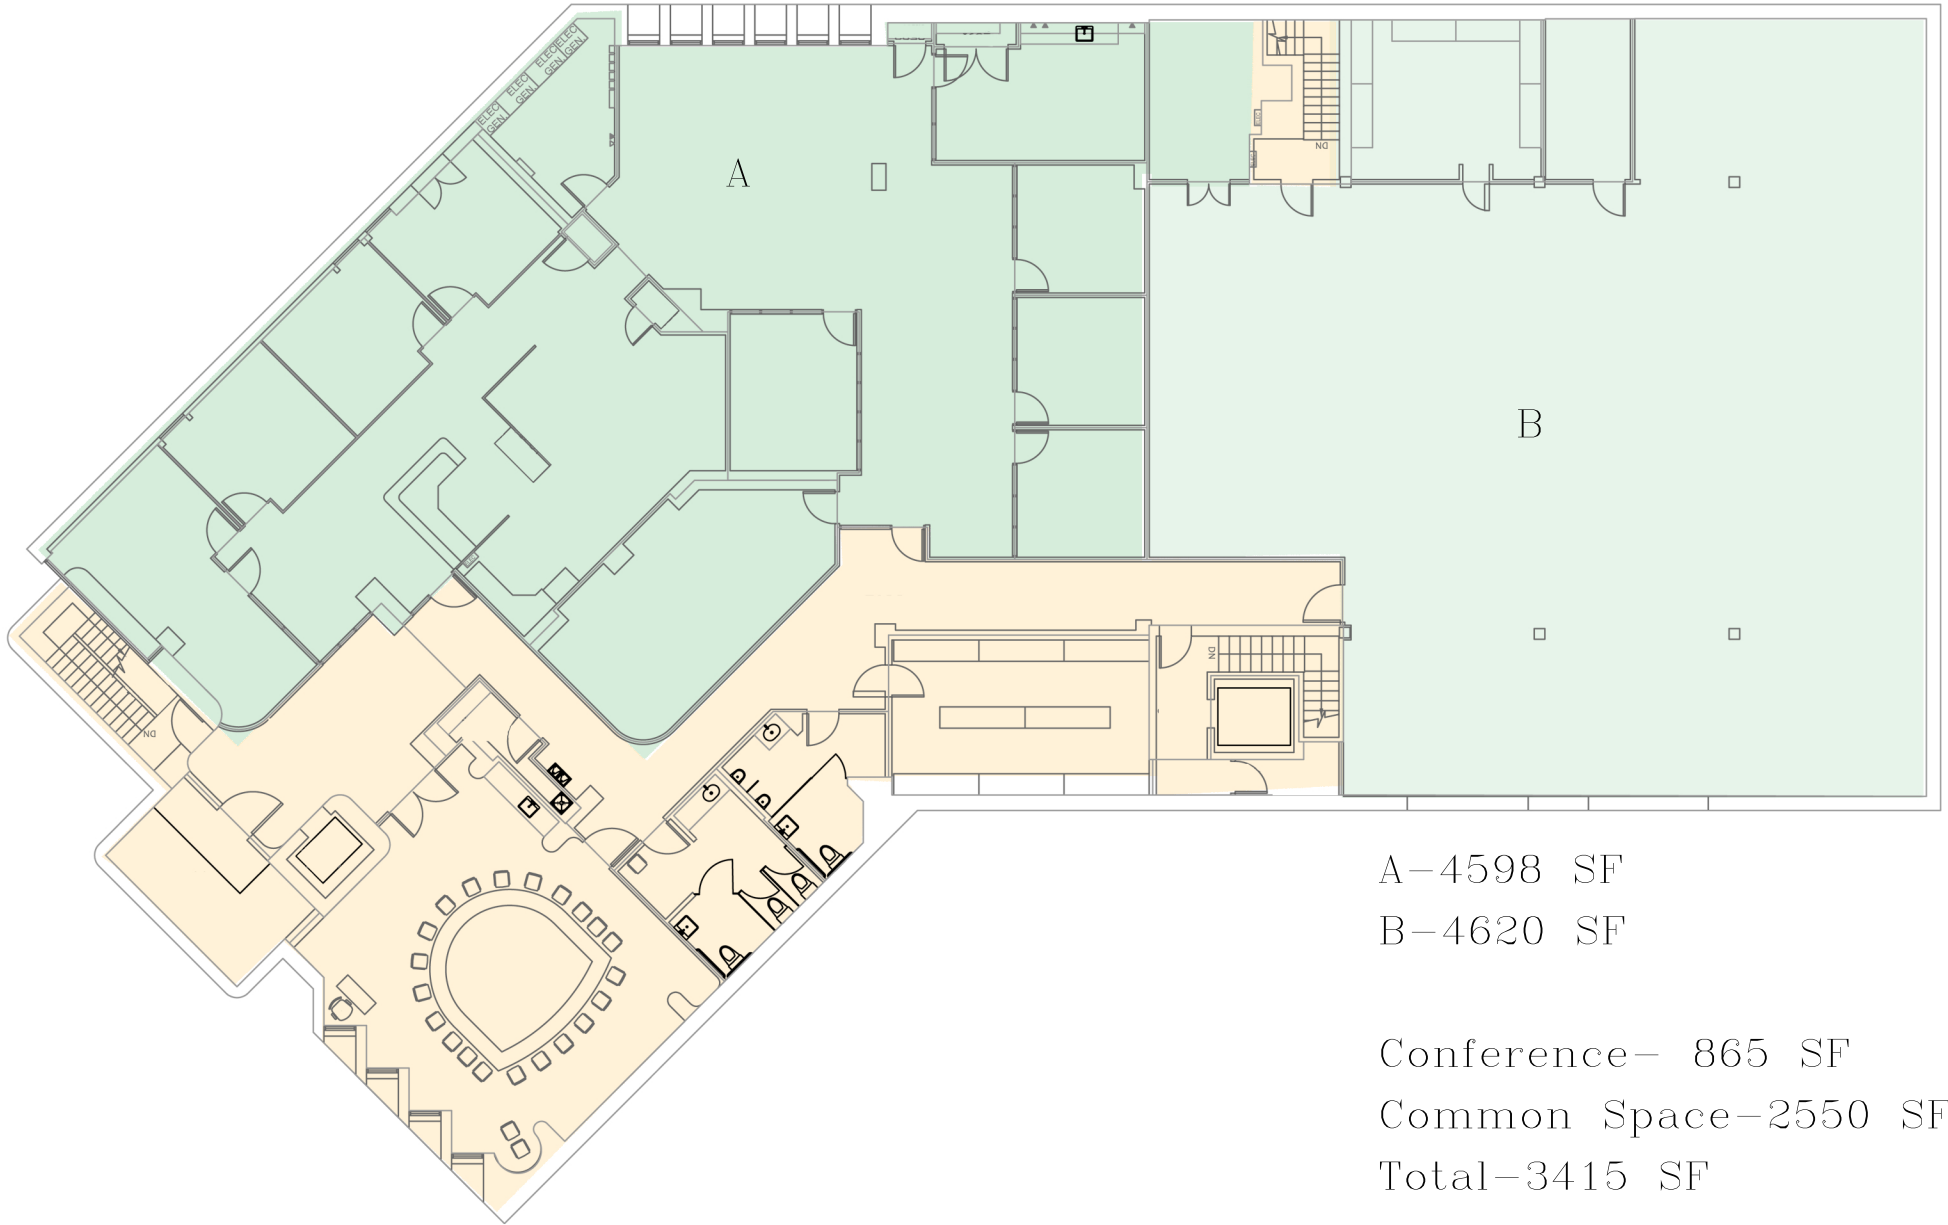 ELEC
GEN.
ELEC
GEN.
ELEC
GEN.
ELEC
GEN.
A
DN
B
DN
DN
A-4598 SF
B-4620 SF
Conference- 865 SF
Common Space-2550 SF
Total-3415 SF